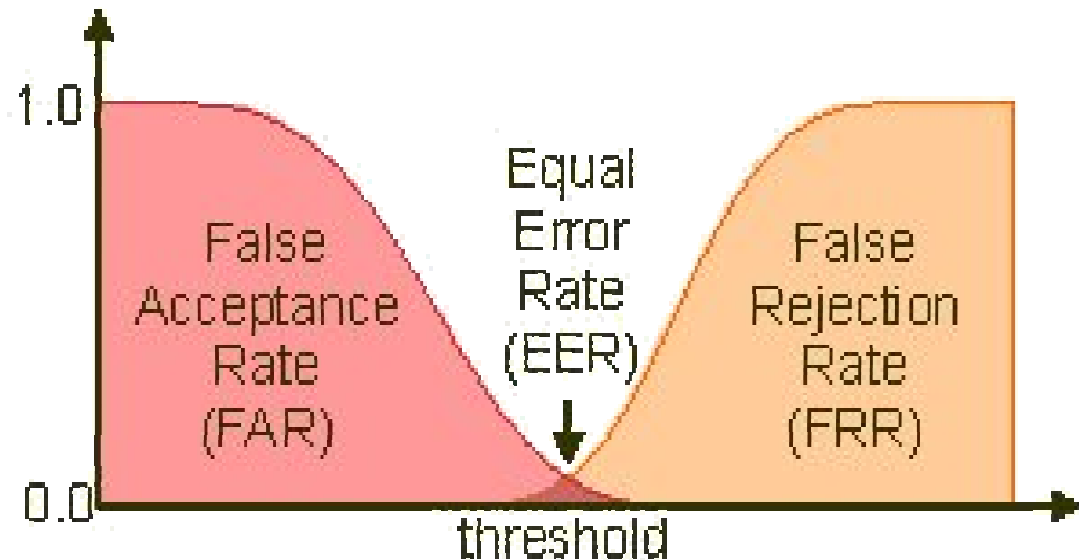 1.0
False
Acceptance
Rate
(FAR)
Equal
Error
Rate
(EER)
False
Rejection
Rate
(FRR)
0.0
threshold